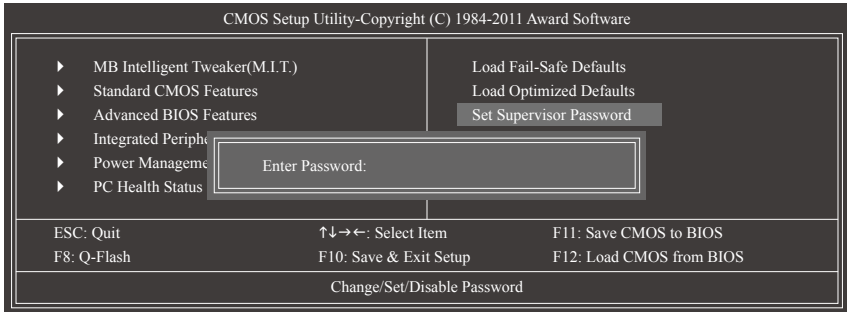 CMOS Setup Utility-Copyright (C) 1984-2011 Award Software
MB Intelligent Tweaker(M.I.T.)
Standard CMOS Features
Advanced BIOS Features
Integrated Periphe
Power Manageme
PC Health Status
Load Fail-Safe Defaults
Load Optimized Defaults
Set Supervisor Password
Enter Password:
ESC: Quit
↑↓→←: Select Item
F11: Save CMOS to BIOS
F8: Q-Flash
F10: Save & Exit Setup
F12: Load CMOS from BIOS
Change/Set/Disable Password